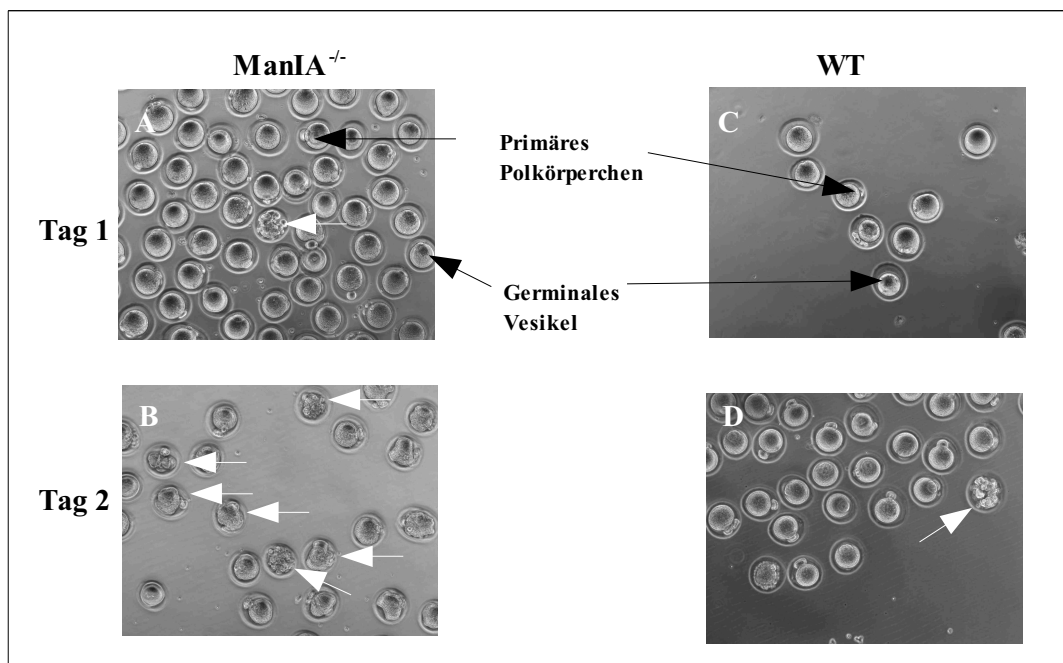 ManIA-/-
WT
A
C
Primäres
Polkörperchen
Tag 1
Germinales
Vesikel
B
D
Tag 2